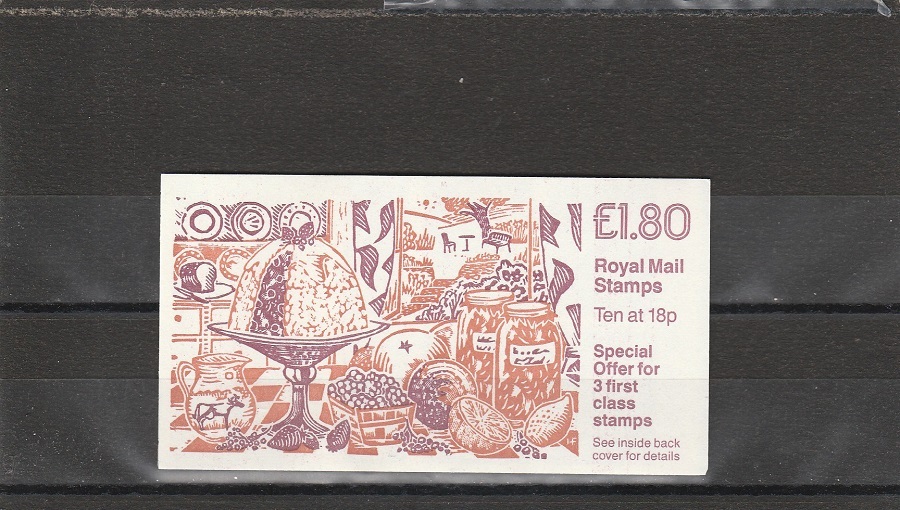 £1.80
Royal Mail
Stamps
Ten at 18p
Special
Offer for
3 first
class
stamps
See inside back
cover for details
HF